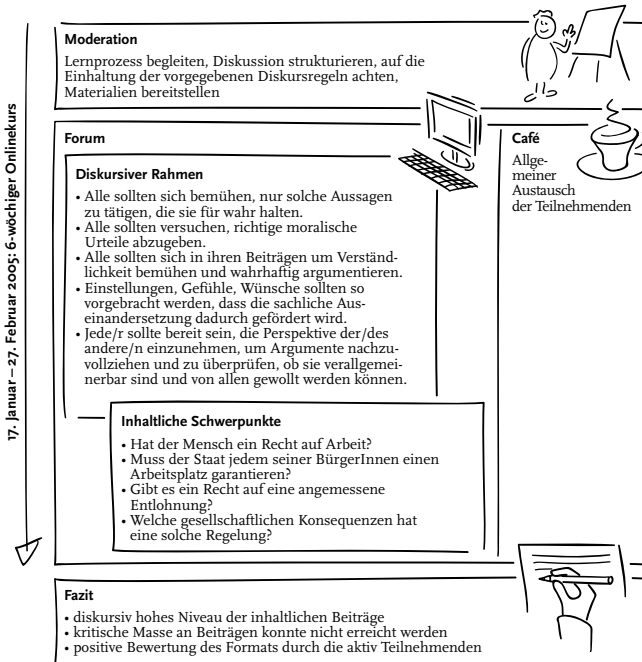 17. Januar – 27. Februar 2005: 6-wöchiger Onlinekurs
Moderation
Lernprozess begleiten, Diskussion strukturieren, auf die
Einhaltung der vorgegebenen Diskursregeln achten,
Materialien bereitstellen
Forum
Diskursiver Rahmen
• Alle sollten sich bemühen, nur solche Aussagen
zu tätigen, die sie für wahr halten.
• Alle sollten versuchen, richtige moralische
Urteile abzugeben.
• Alle sollten sich in ihren Beiträgen um Verständ-
lichkeit bemühen und wahrhaftig argumentieren.
• Einstellungen, Gefühle, Wünsche sollten so
vorgebracht werden, dass die sachliche Aus-
einandersetzung dadurch gefördert wird.
• Jede/r sollte bereit sein, die Perspektive der/des
andere/n einzunehmen, um Argumente nachzu-
vollziehen und zu überprüfen, ob sie verallgemei-
nerbar sind und von allen gewollt werden können.
Inhaltliche Schwerpunkte
• Hat der Mensch ein Recht auf Arbeit?
• Muss der Staat jedem seiner BürgerInnen einen
Arbeitsplatz garantieren?
• Gibt es ein Recht auf eine angemessene
Entlohnung?
• Welche gesellschaftlichen Konsequenzen hat
eine solche Regelung?
Café
Allge-
meiner
Austausch
der Teilnehmenden
Fazit
• diskursiv hohes Niveau der inhaltlichen Beiträge
• kritische Masse an Beiträgen konnte nicht erreicht werden
• positive Bewertung des Formats durch die aktiv Teilnehmenden